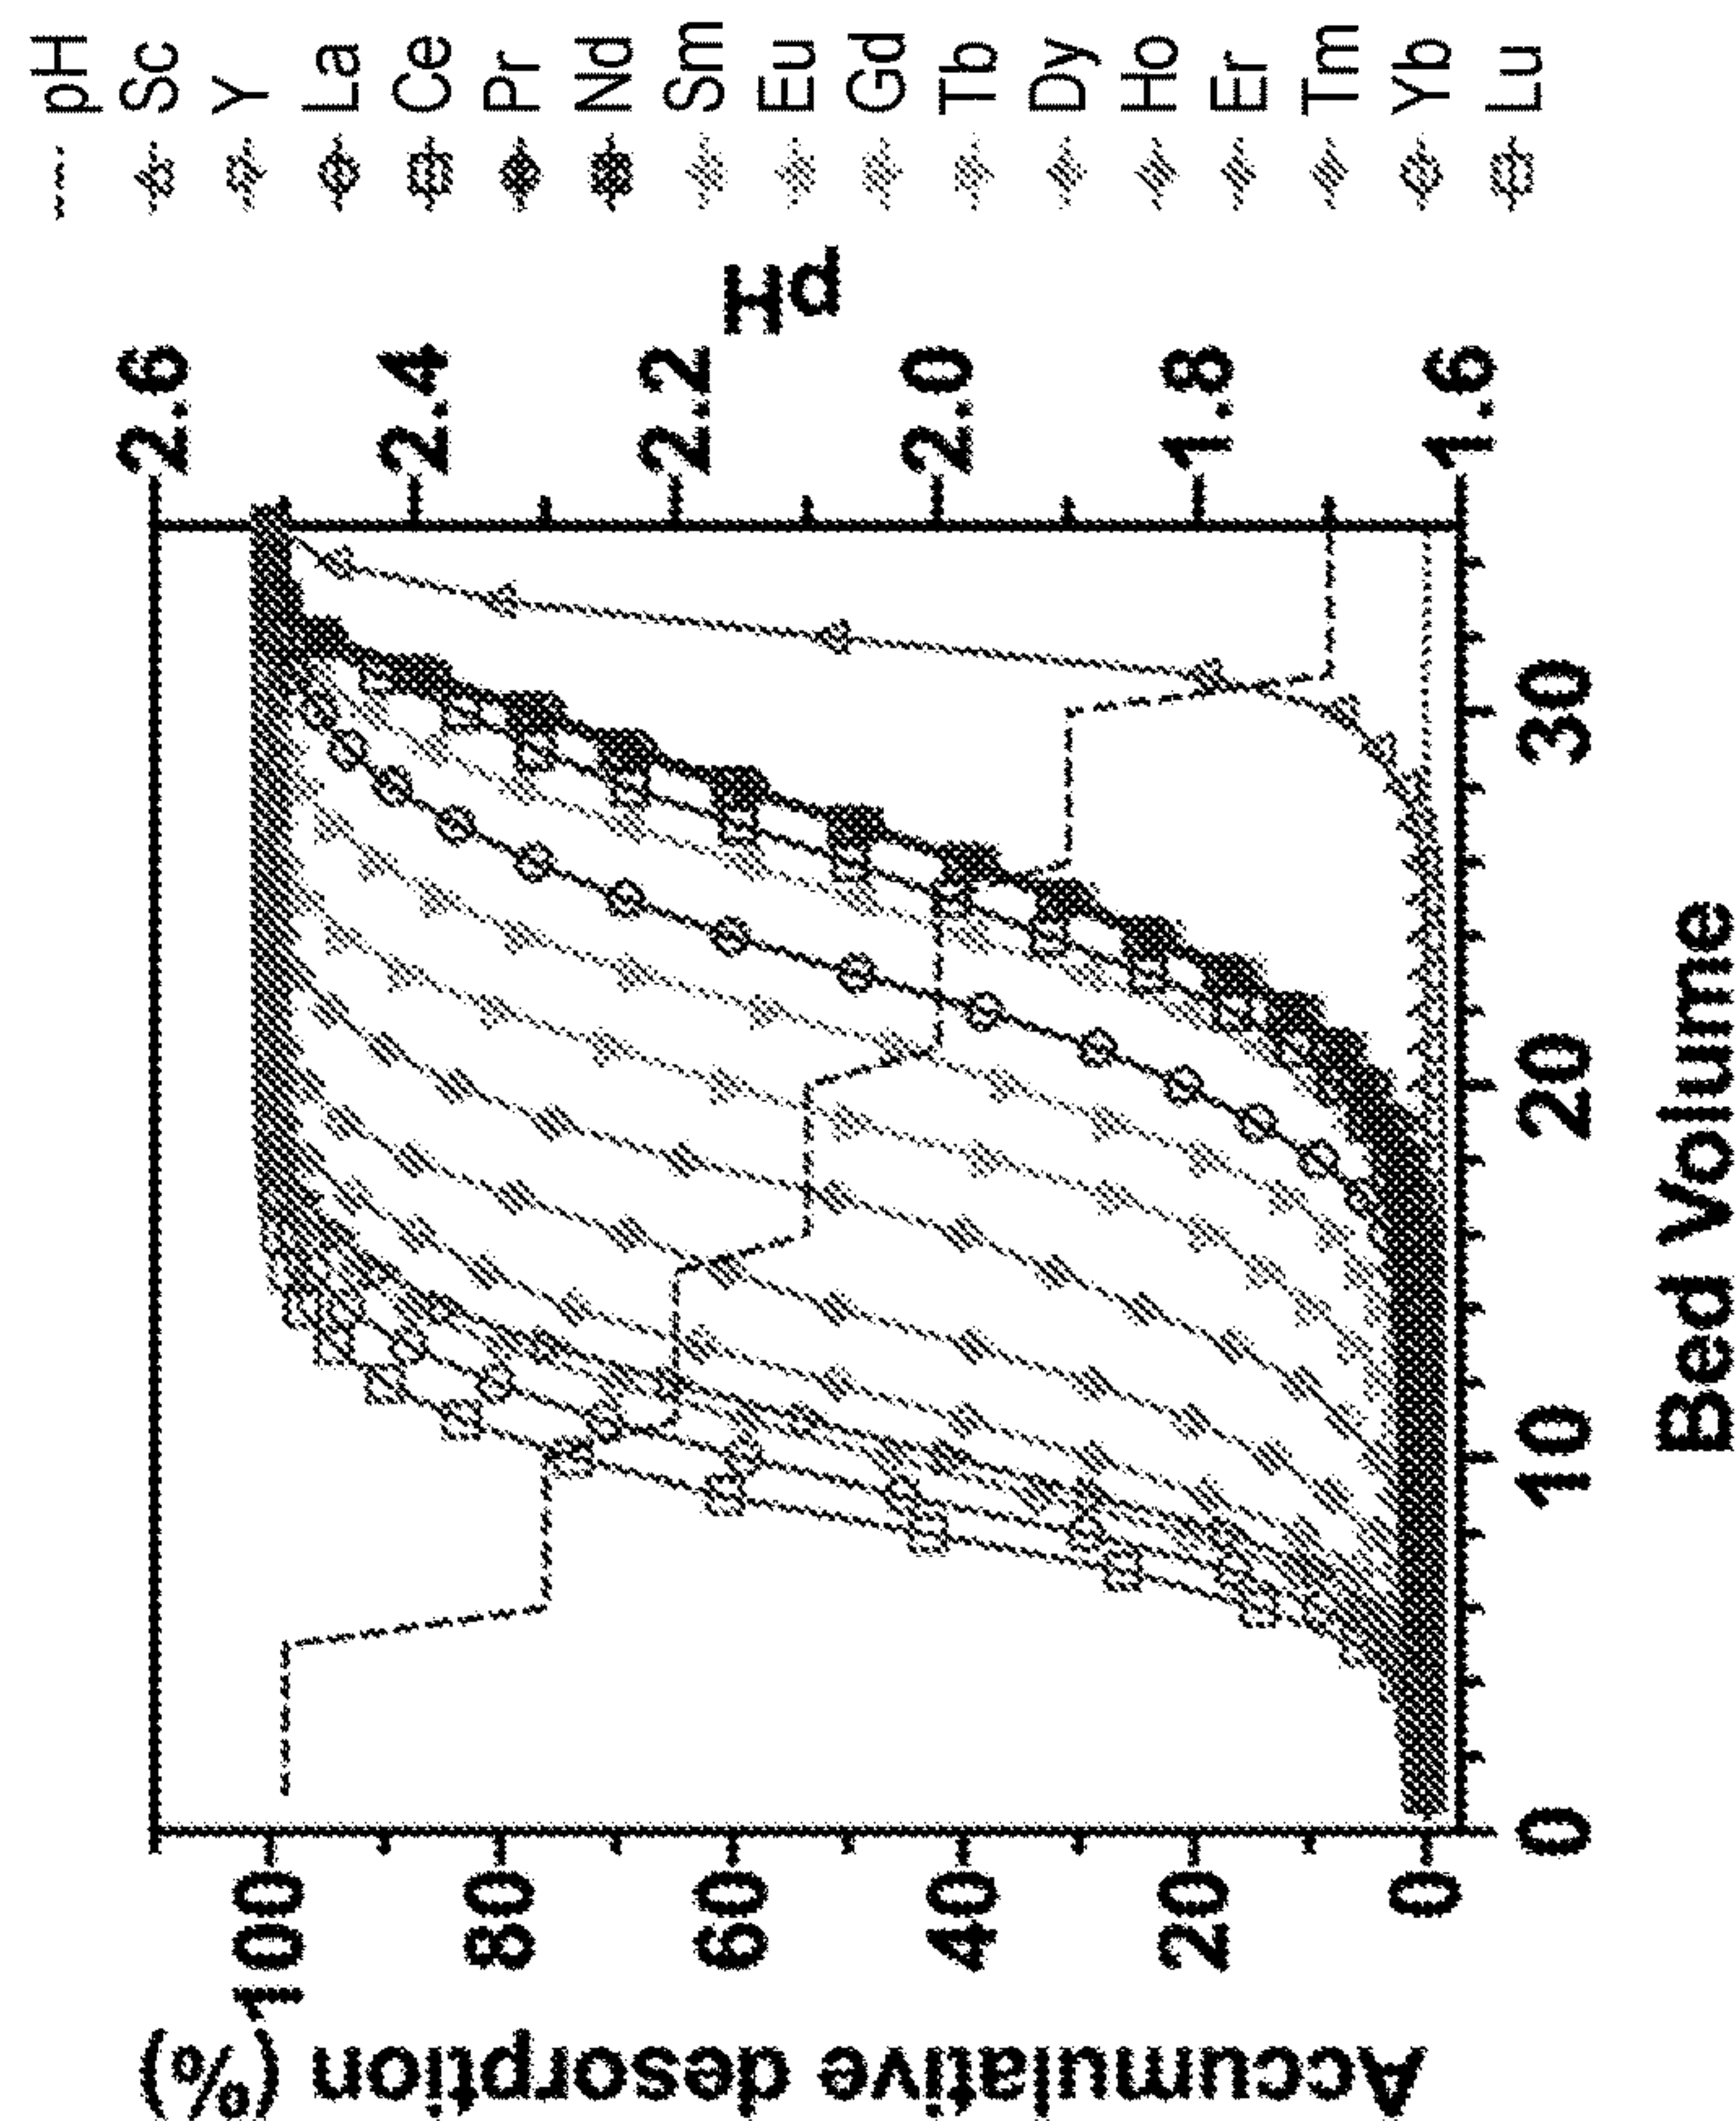 Accumulative desorption (%)
100
80
60
40
20
0
0
10
20
30
Bed Volume
2.6
2.4
2.2
2.0
1.8
1.6
pH
pH
Sc
Y
La
Ce
Pr
Nd
Sm
Eu
Gd
Tb
Dy
Ho
Er
Tm
Yb
Lu